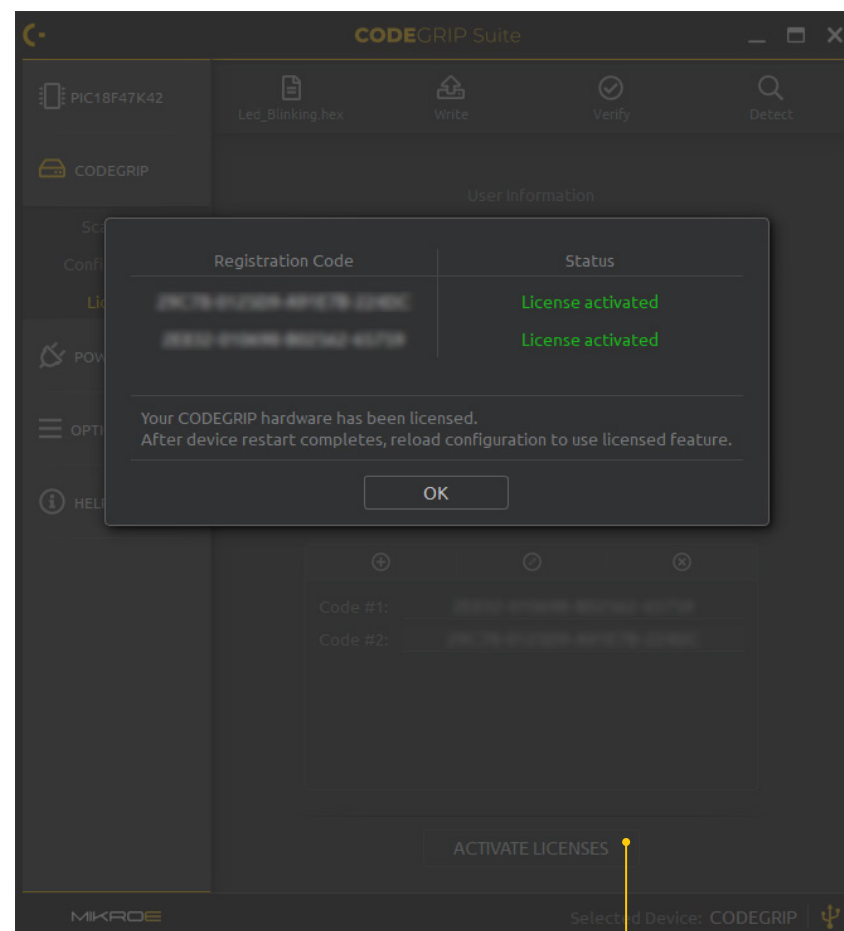 CODEGRIP Suite
PIC18F47K42
Led_Blinking.hex
Write
Verify
Detect
CODEGRIP
User Information
Registration Code
Status
License activated
License activated
Your CODEGRIP hardware has been licensed.
After device restart completes, reload configuration to use licensed feature.
OK
Code #1:
Code #2:
ACTIVATE LICENSES
MIKROE
Selected Device: CODEGRIP